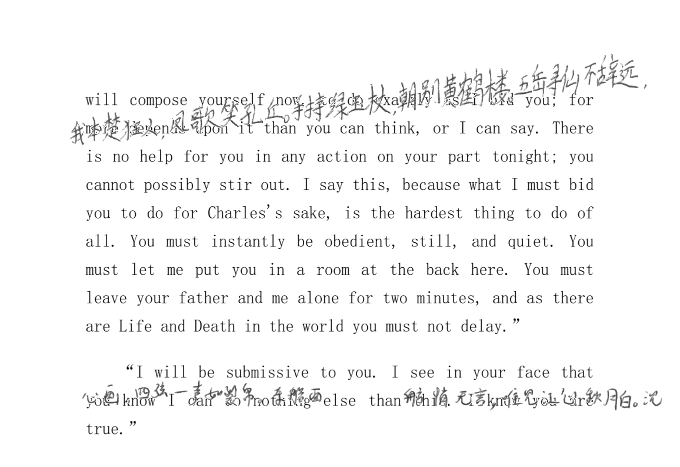 我本楚狂人,凤歌笑孔丘。手持绿玉杖,朝别黄鹤楼。五岳寻仙不辞远,
will compose yourself now, to do exactly as I bid you; for
more depends upon it than you can think, or I can say. There
is no help for you in any action on your part tonight; you
cannot possibly stir out. I say this, because what I must bid
you to do for Charles's sake, is the hardest thing to do of
all. You must instantly be obedient, still, and quiet. You
must let me put you in a room at the back here. You must
leave your father and me alone for two minutes, and as there
are Life and Death in the world you must not delay.”
“I will be submissive to you. I see in your face that
心画,四弦一声如裂帛。东船西舫悄无言,唯见江心秋月白。沉
you know I can do nothing else than this. I know you are
true.”